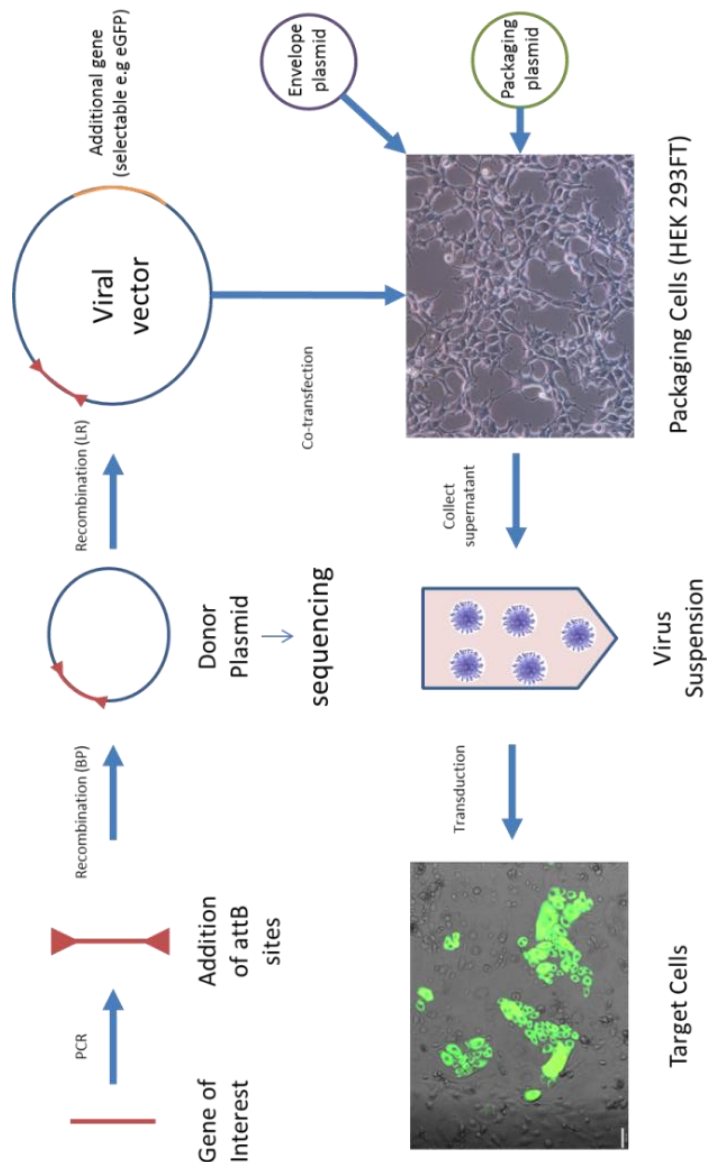 Gene of
Interest
PCR
Addition
of attB
sites
Recombination (BP)
Donor
Plasmid
sequencing
Recombination (LR)
Viral
vector
Additional gene
(selectable e.g eGFP)
Co-transfection
Envelope
plasmid
Packaging
plasmid
Packaging Cells (HEK 293FT)
Collect
supernatant
Virus
Suspension
Transduction
Target Cells